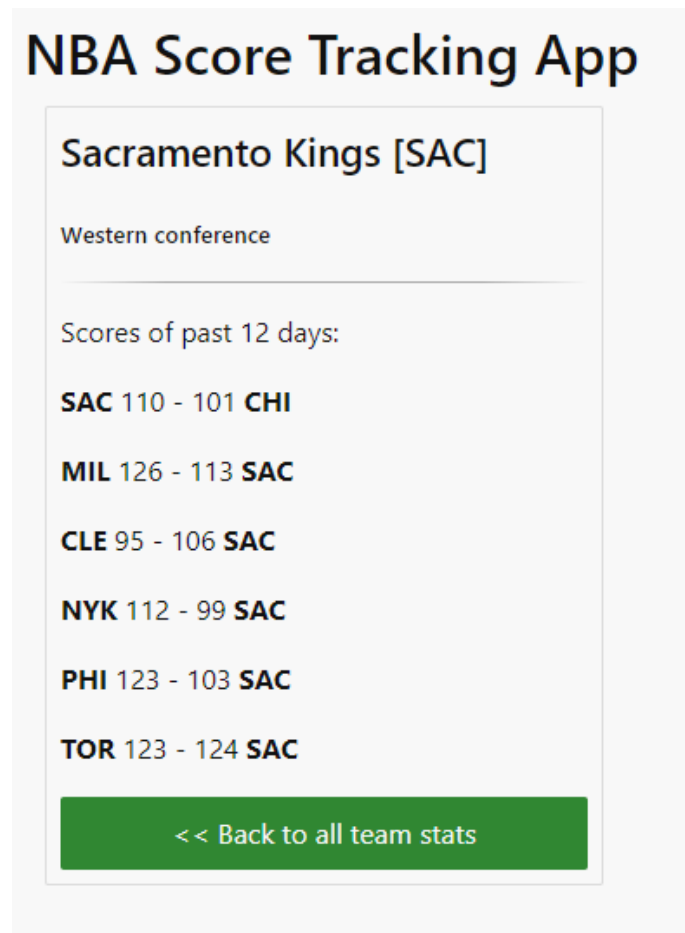 NBA Score Tracking App
Sacramento Kings [SAC]
Western conference
Scores of past 12 days:
SAC 110 - 101 CHI
MIL 126 - 113 SAC
CLE 95 - 106 SAC
NYK 112 - 99 SAC
PHI 123 - 103 SAC
TOR 123 - 124 SAC
<< Back to all team stats